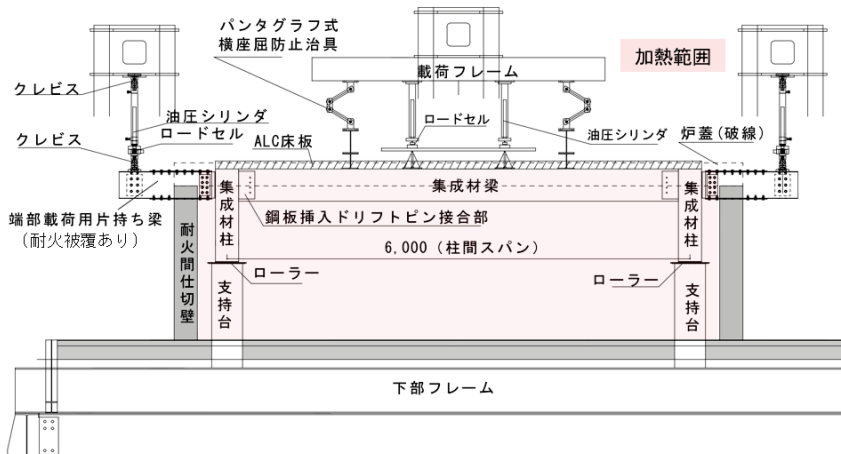 パンタグラフ式
横座屈防止治具
加熱範囲
載荷フレーム
クレビス
油圧シリンダ
ロードセル
クレビス
ロードセル
油圧シリンダ
炉蓋(破線)
ALC床板
集成材梁
集成材柱
集成材柱
端部載荷用片持ち梁
(耐火被覆あり)
鋼板挿入ドリフトピン接合部
耐火間仕切壁
6,000 (柱間スパン)
ローラー
ローラー
支持台
支持台
下部フレーム